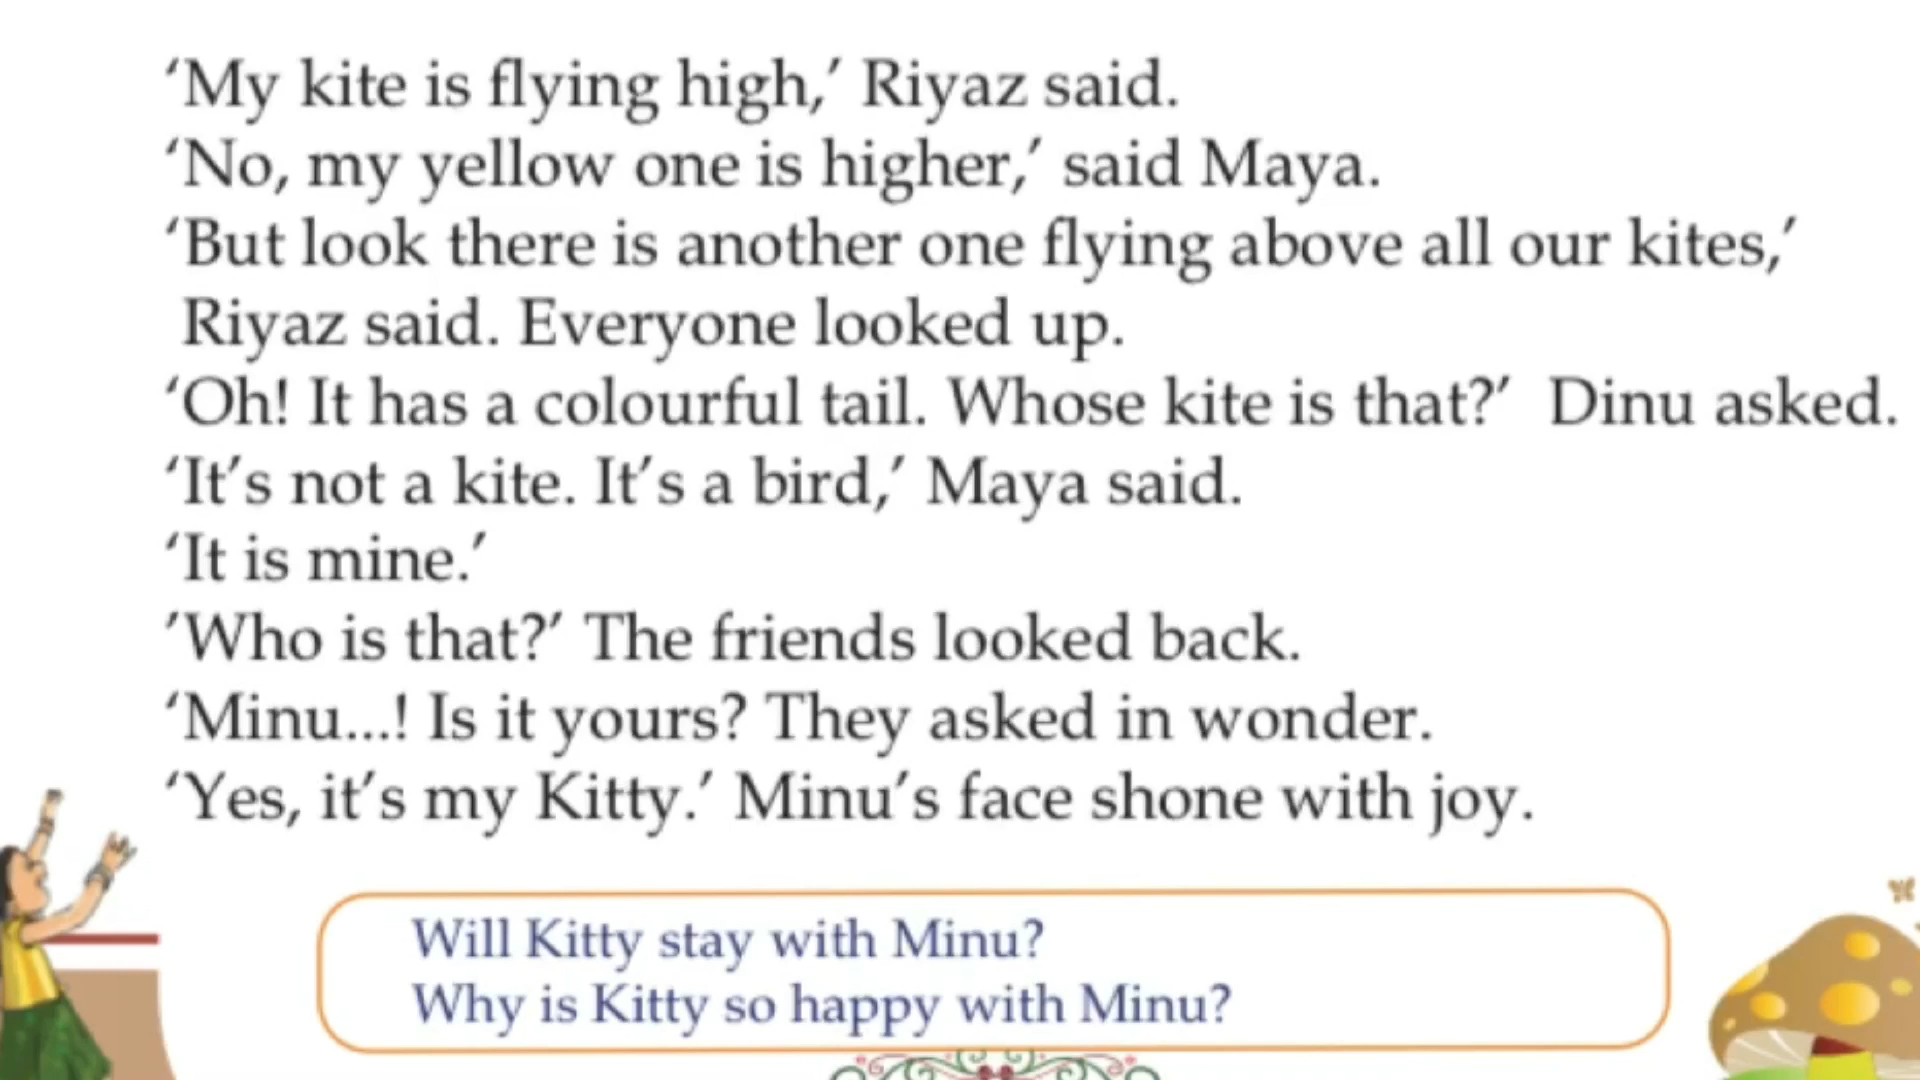 ‘My kite is flying high,’ Riyaz said.
‘No, my yellow one is higher,’ said Maya.
‘But look there is another one flying above all our kites,’
Riyaz said. Everyone looked up.
‘Oh! It has a colourful tail. Whose kite is that?’ Dinu asked.
‘It’s not a kite. It’s a bird,’ Maya said.
‘It is mine.’
’Who is that?’ The friends looked back.
‘Minu...! Is it yours? They asked in wonder.
‘Yes, it’s my Kitty.’ Minu’s face shone with joy.
Will Kitty stay with Minu?
Why is Kitty so happy with Minu?